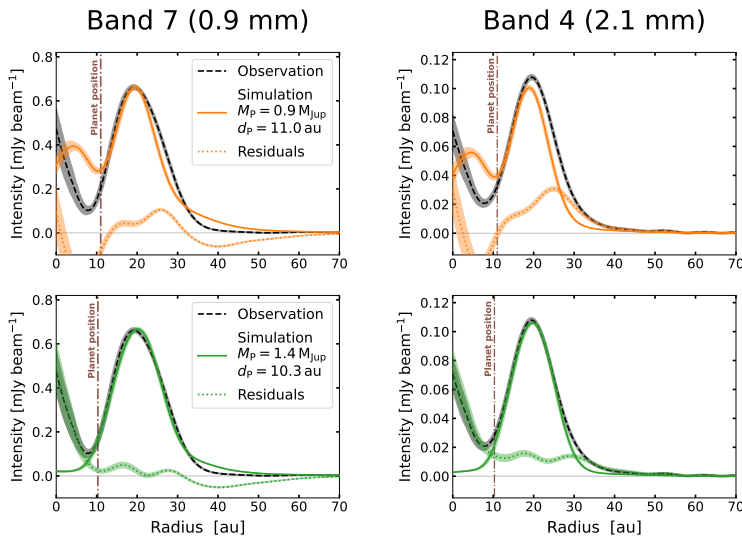 Band 7 (0.9 mm)
Band 4 (2.1 mm)
Intensity [mJy beam⁻¹]
0.8
0.6
0.4
0.2
0.0
Planet position
Observation
Simulation
M_P = 0.9 M_Jup
d_P = 11.0 au
Residuals
0 10 20 30 40 50 60 70
Intensity [mJy beam⁻¹]
0.12
0.10
0.08
0.06
0.04
0.02
0.00
Planet position
0 10 20 30 40 50 60 70
Intensity [mJy beam⁻¹]
0.8
0.6
0.4
0.2
0.0
Planet position
Observation
Simulation
M_P = 1.4 M_Jup
d_P = 10.3 au
Residuals
0 10 20 30 40 50 60 70
Radius [au]
Intensity [mJy beam⁻¹]
0.12
0.10
0.08
0.06
0.04
0.02
0.00
Planet position
0 10 20 30 40 50 60 70
Radius [au]